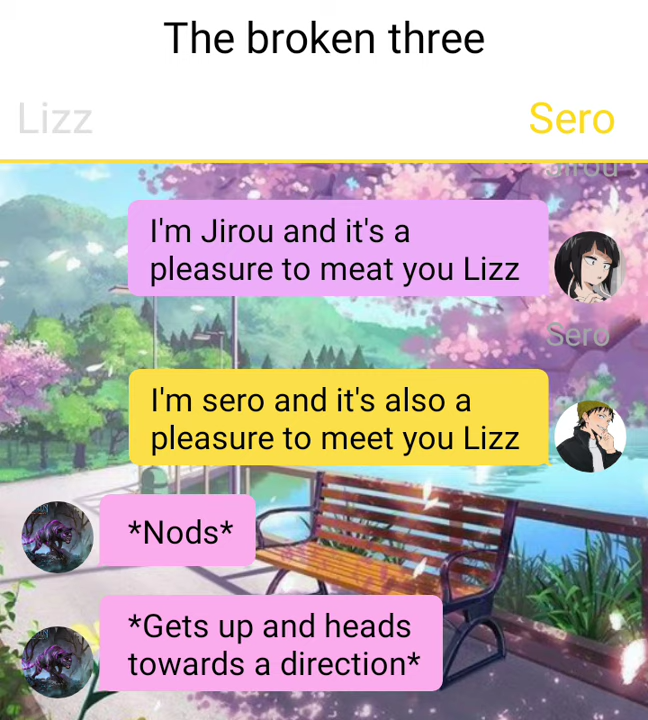 The broken three
Lizz
Sero
Jirou
I'm Jirou and it's a
pleasure to meat you Lizz
Sero
I'm sero and it's also a
pleasure to meet you Lizz
*Nods*
*Gets up and heads
towards a direction*